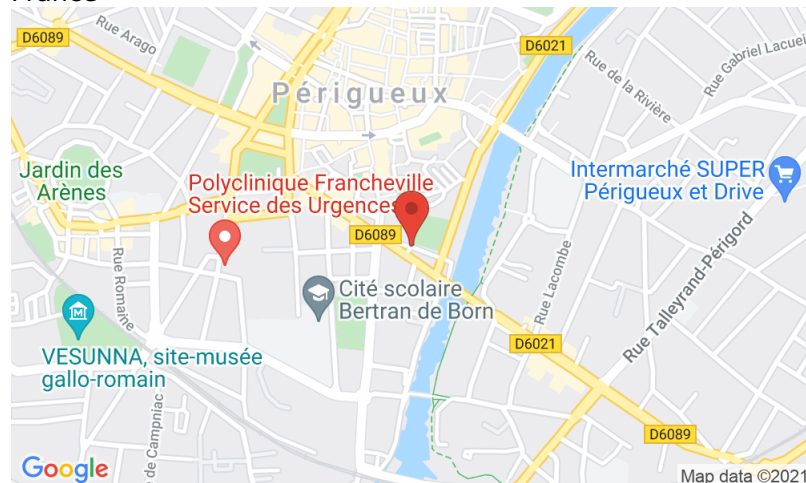 D6089
Rue Arago
D6021
Rue de la Rivière
Rue Gabriel Lacuei
Périgueux
Jardin des
Arènes
Polyclinique Francheville
Service des Urgences
Intermarché SUPER
Périgueux et Drive
D6089
Rue Romaine
Cité scolaire
Bertran de Born
Rue Lacombe
Rue Talleyrand-Périgord
VESUNNA, site-musée
gallo-romain
D6021
e de Campniac
D6089
Google
Map data ©2021